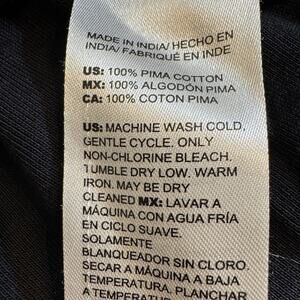 MADE IN INDIA/ HECHO EN
INDIA/ FABRIQUÉ EN INDE
US: 100% PIMA COTTON
MX: 100% ALGODÓN PIMA
CA: 100% COTON PIMA
US: MACHINE WASH COLD,
GENTLE CYCLE. ONLY
NON-CHLORINE BLEACH.
TUMBLE DRY LOW. WARM
IRON. MAY BE DRY
CLEANED MX: LAVAR A
MÁQUINA CON AGUA FRÍA
EN CICLO SUAVE.
SOLAMENTE
BLANQUEADOR SIN CLORO.
SECAR A MÁQUINA A BAJA
TEMPERATURA. PLANCHAR
A TEMPERATURA